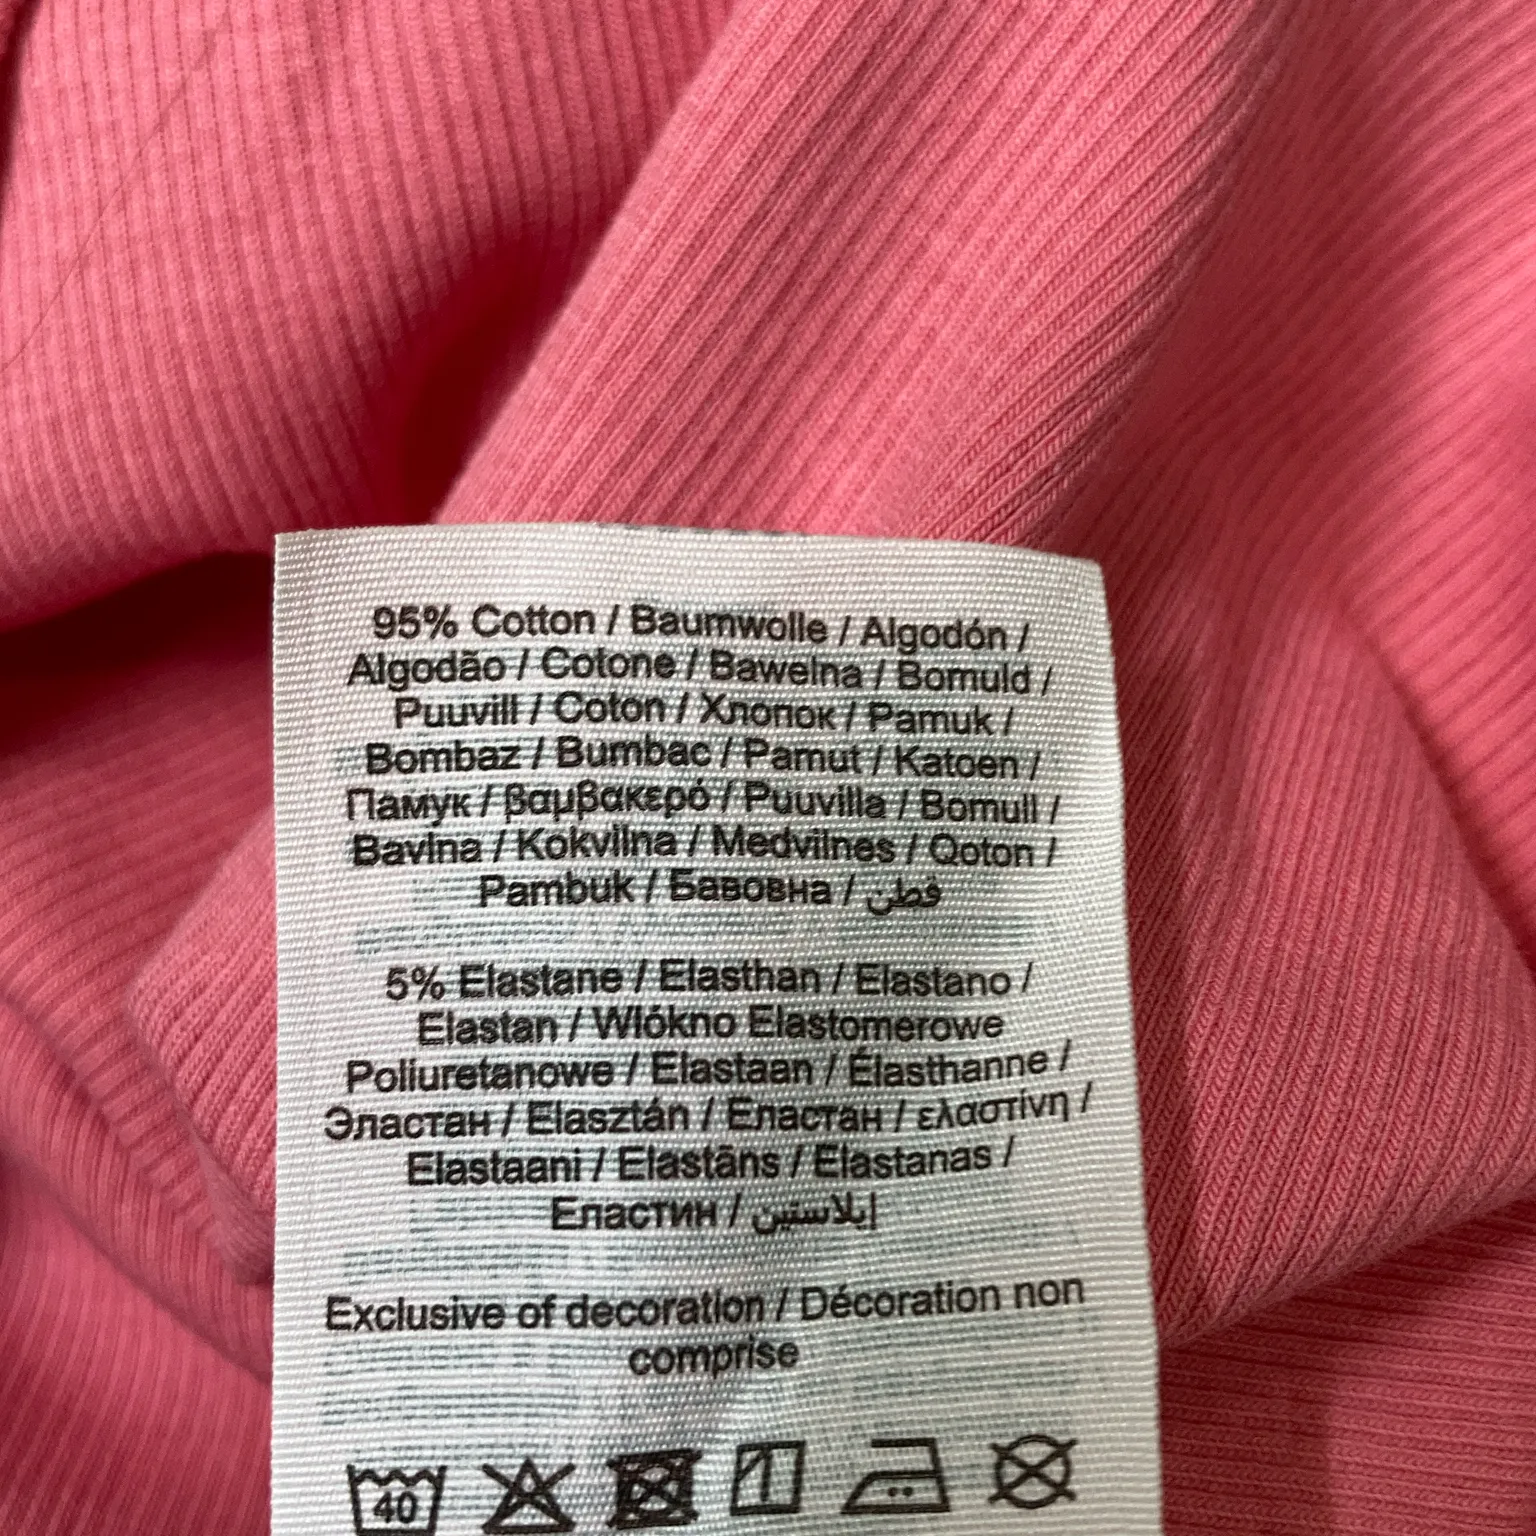 95% Cotton / Baumwolle / Algodón /
Algodão / Cotone / Bawełna / Bomuld /
Puuvill / Coton / Хлопок / Pamuk /
Bombaz / Bumbac / Pamut / Katoen /
Памук / βαμβακερό / Puuvilla / Bomull /
Bavlna / Kokvilna / Medvilnes / Qoton /
Pambuk / Бавовна / قطن
5% Elastane / Elasthan / Elastano /
Elastan / Włókno Elastomerowe
Poliuretanowe / Elastaan / Élasthanne /
Эластан / Elasztán / Еластан / ελαστίνη /
Elastaani / Elastāns / Elastanas /
Еластин / إيلاستين
Exclusive of decoration / Décoration non
comprise
40